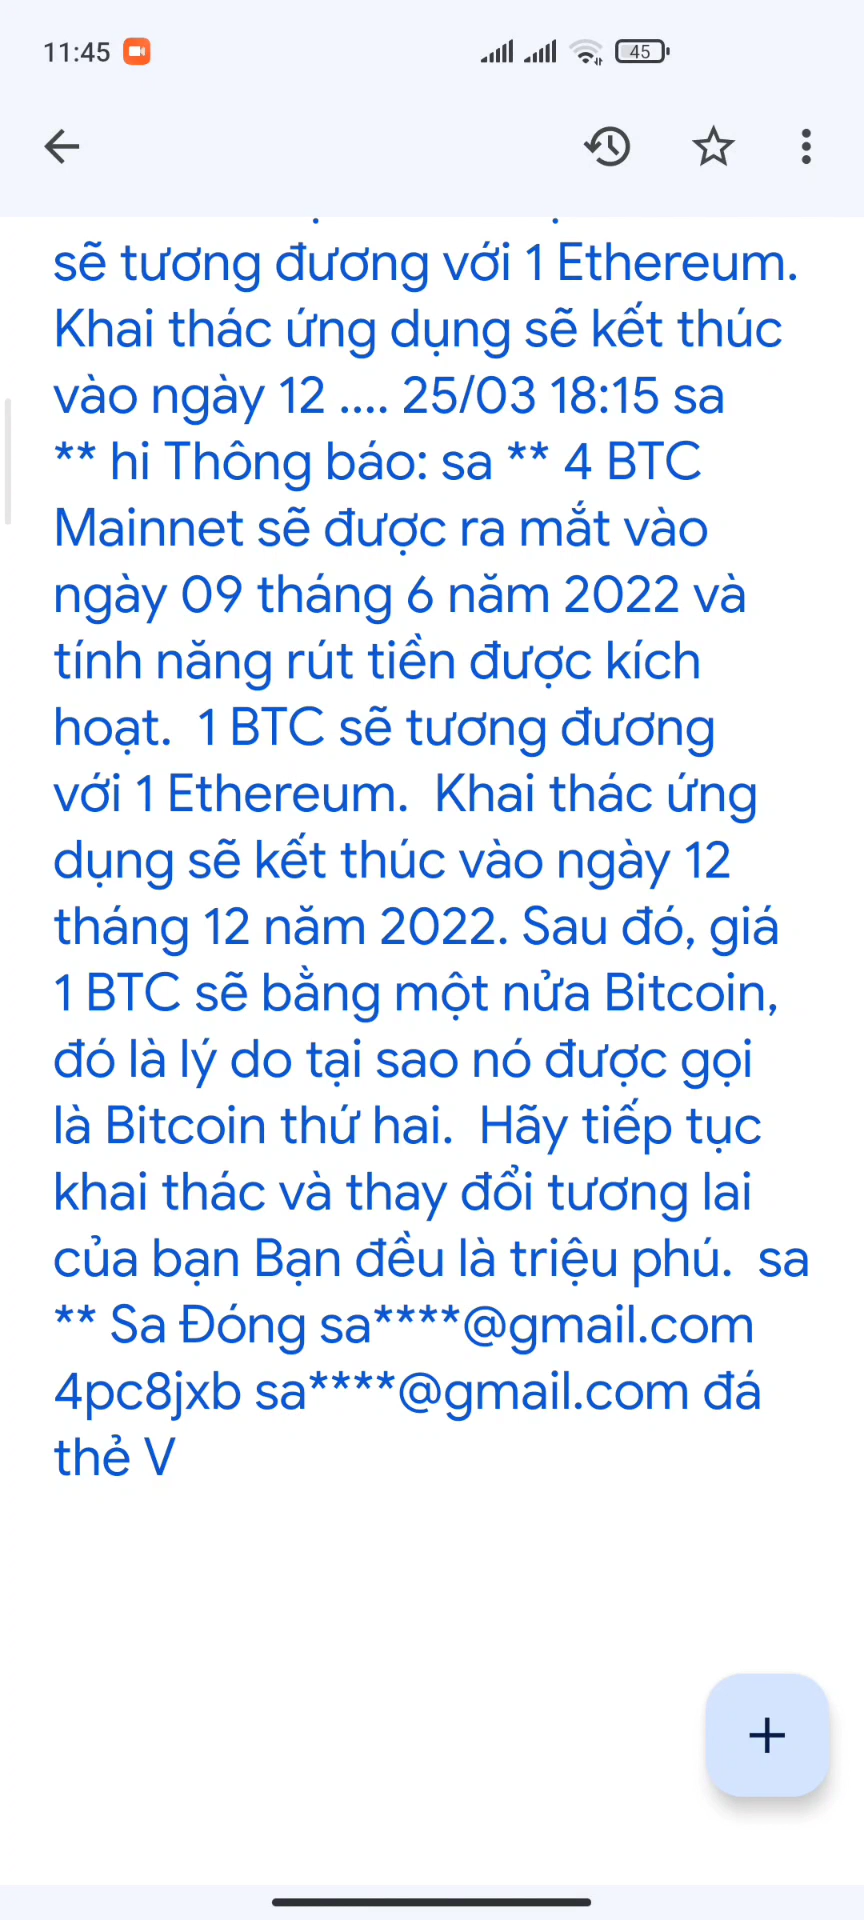 11:45
45
sẽ tương đương với 1 Ethereum.
Khai thác ứng dụng sẽ kết thúc
vào ngày 12 .... 25/03 18:15 sa
** hi Thông báo: sa ** 4 BTC
Mainnet sẽ được ra mắt vào
ngày 09 tháng 6 năm 2022 và
tính năng rút tiền được kích
hoạt.  1 BTC sẽ tương đương
với 1 Ethereum.  Khai thác ứng
dụng sẽ kết thúc vào ngày 12
tháng 12 năm 2022. Sau đó, giá
1 BTC sẽ bằng một nửa Bitcoin,
đó là lý do tại sao nó được gọi
là Bitcoin thứ hai.  Hãy tiếp tục
khai thác và thay đổi tương lai
của bạn Bạn đều là triệu phú.  sa
** Sa Đóng sa****@gmail.com
4pc8jxb sa****@gmail.com đá
thẻ V